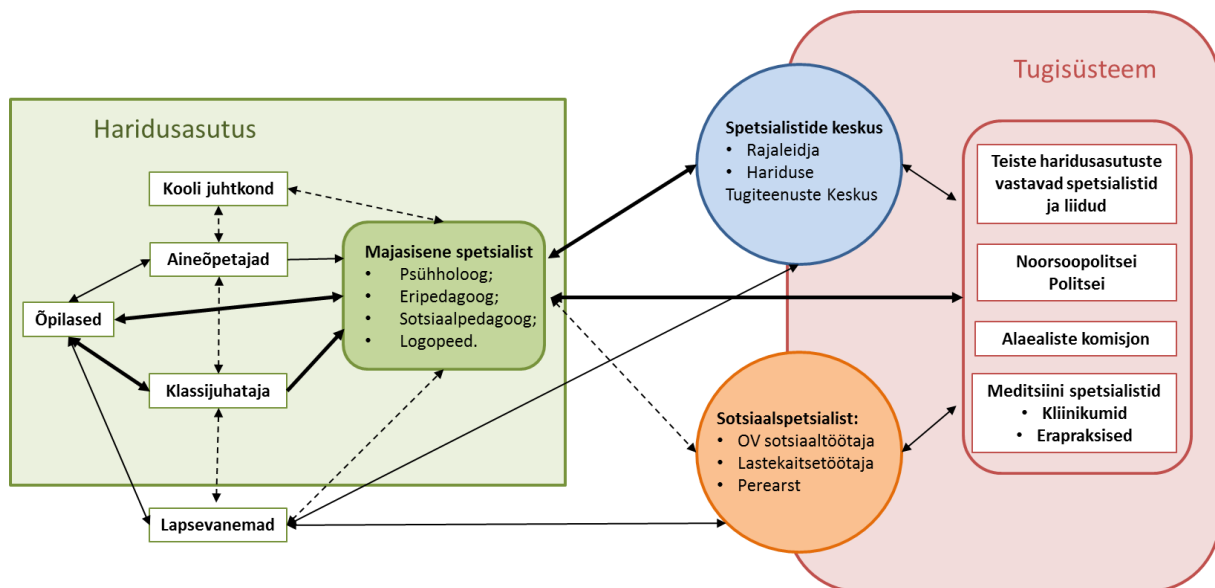 Tugisüsteem
Haridusasutus
Kooli juhtkond
Aineõpetajad
Õpilased
Klassijuhataja
Lapsevanemad
Majasisene spetsialist
• Psühholoog;
• Eripedagoog;
• Sotsiaalpedagoog;
• Logopeed.
Spetsialistide keskus
• Rajaleidja
• Hariduse
Tugiteenuste Keskus
Sotsiaalspetsialist:
• OV sotsiaaltöötaja
• Lastekaitsetöötaja
• Perearst
Teiste haridusasutuste
vastavad spetsialistid
ja liidud
Noorsoopolitsei
Politsei
Alaealiste komisjon
Meditsiini spetsialistid
• Kliinikumid
• Erapraksised